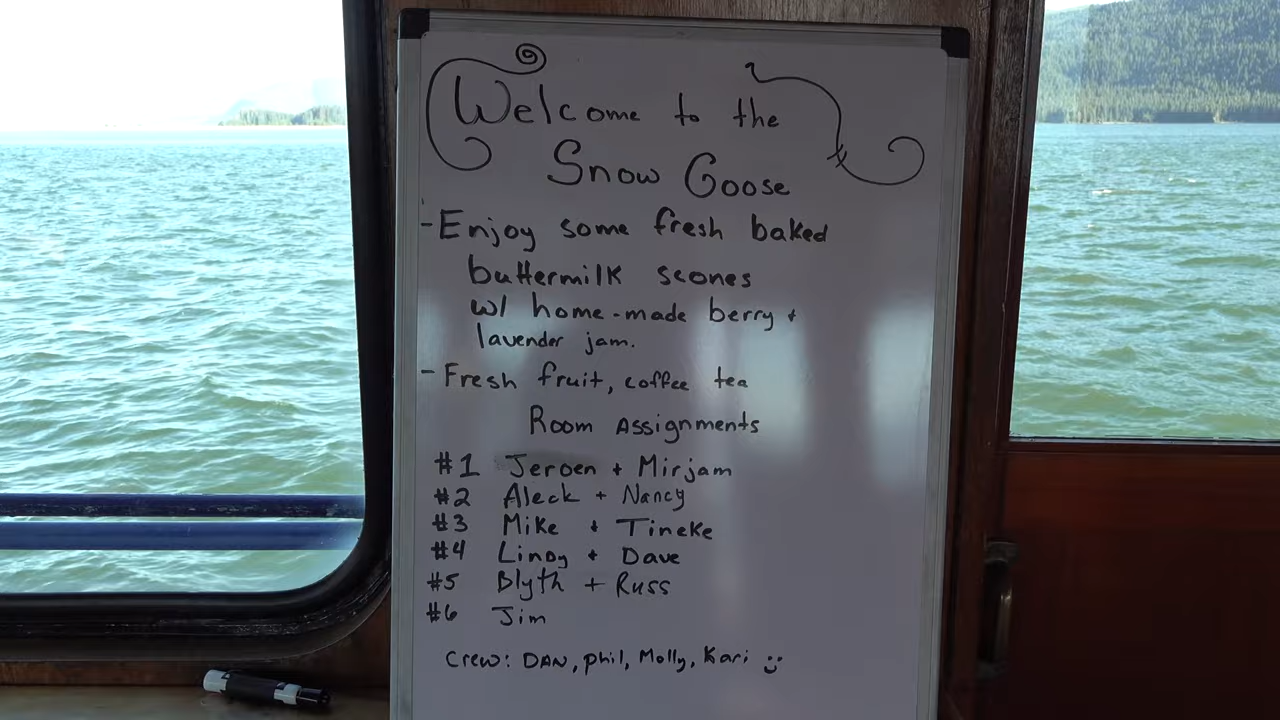 Welcome to the
Snow Goose
- Enjoy some fresh baked
buttermilk scones
w/ home-made berry +
lavender jam.
- Fresh fruit, coffee tea
Room Assignments
#1 Jeroen + Mirjam
#2 Aleck + Nancy
#3 Mike + Tineke
#4 Lindy + Dave
#5 Blyth + Russ
#6 Jim
Crew: DAN, phil, Molly, Kari